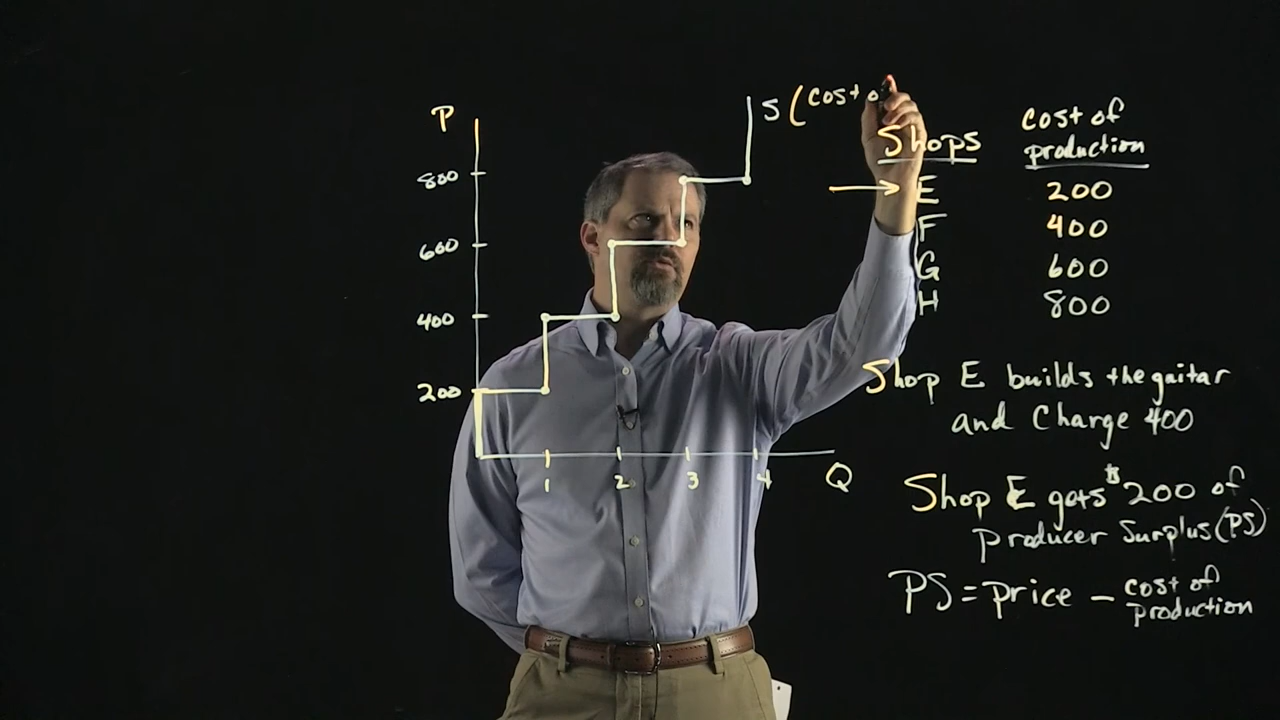 P
S (cost o
Shops
cost of
production
800
E 200
F 400
600
G 600
H 800
400
200
Shop E builds the guitar
and Charge 400
1 2 3 4 Q
Shop E gets $200 of
Producer Surplus (PS)
PS = price - cost of
production